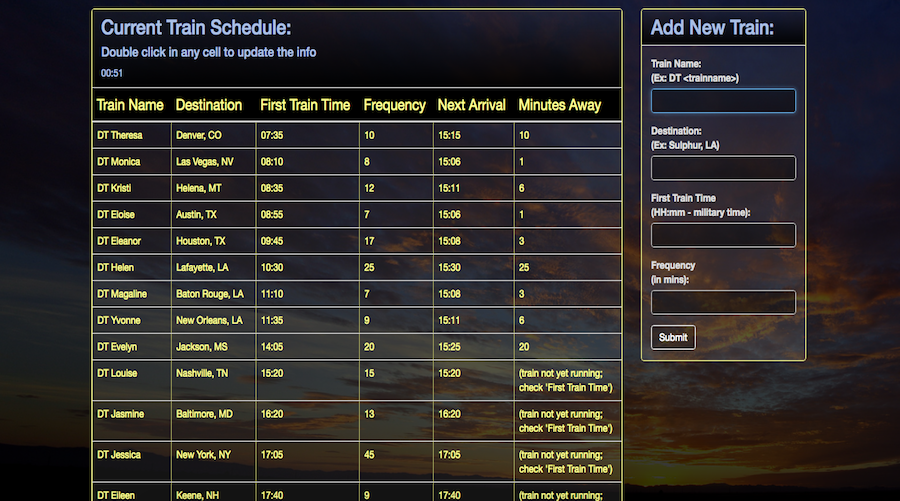 Current Train Schedule:
Double click in any cell to update the info
00:51
Train Name Destination First Train Time Frequency Next Arrival Minutes Away
DT Theresa Denver, CO 07:35 10 15:15 10
DT Monica Las Vegas, NV 08:10 8 15:06 1
DT Kristi Helena, MT 08:35 12 15:11 6
DT Eloise Austin, TX 08:55 7 15:06 1
DT Eleanor Houston, TX 09:45 17 15:08 3
DT Helen Lafayette, LA 10:30 25 15:30 25
DT Magaline Baton Rouge, LA 11:10 7 15:08 3
DT Yvonne New Orleans, LA 11:35 9 15:11 6
DT Evelyn Jackson, MS 14:05 20 15:25 20
DT Louise Nashville, TN 15:20 15 15:20 (train not yet running;
check 'First Train Time')
DT Jasmine Baltimore, MD 16:20 13 16:20 (train not yet running;
check 'First Train Time')
DT Jessica New York, NY 17:05 45 17:05 (train not yet running;
check 'First Train Time')
DT Eileen Keene, NH 17:40 9 17:40 (train not yet running;
Add New Train:
Train Name:
(Ex: DT <trainname>)
Destination:
(Ex: Sulphur, LA)
First Train Time
(HH:mm - military time):
Frequency
(in mins):
Submit